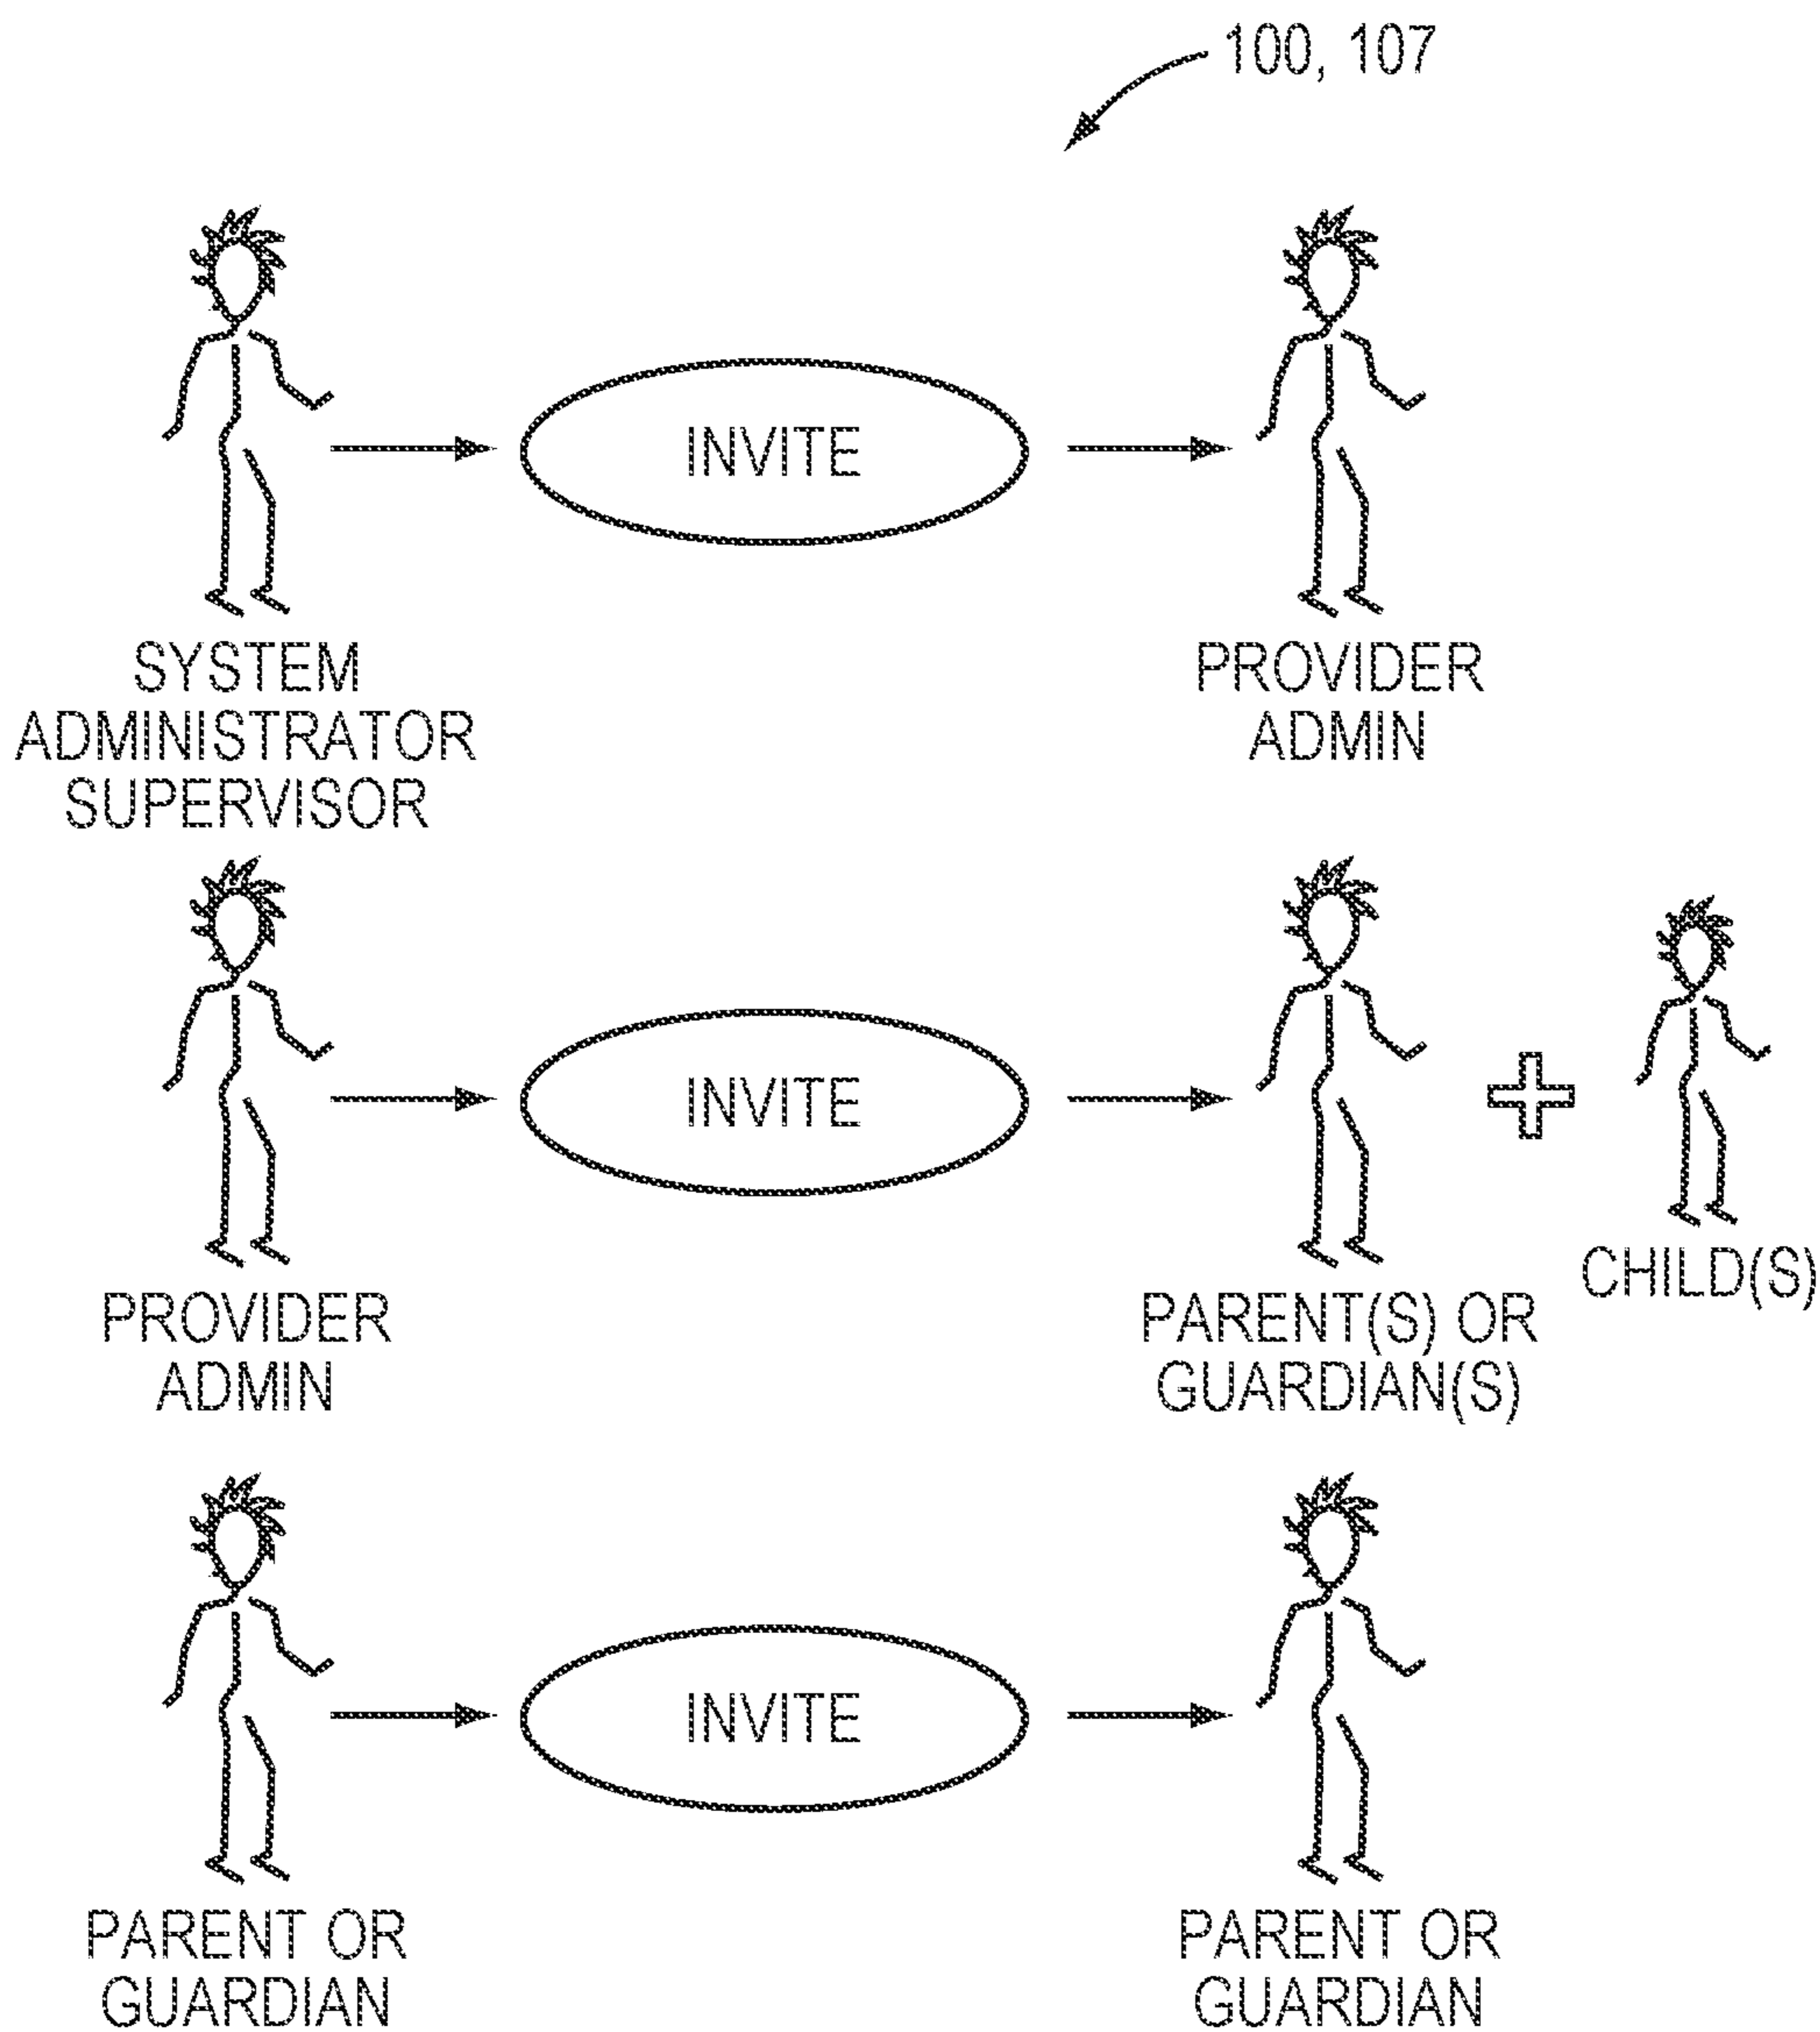 100, 107
INVITE
SYSTEM
ADMINISTRATOR
SUPERVISOR
PROVIDER
ADMIN
INVITE
PROVIDER
ADMIN
PARENT(S) OR
GUARDIAN(S)
CHILD(S)
INVITE
PARENT OR
GUARDIAN
PARENT OR
GUARDIAN